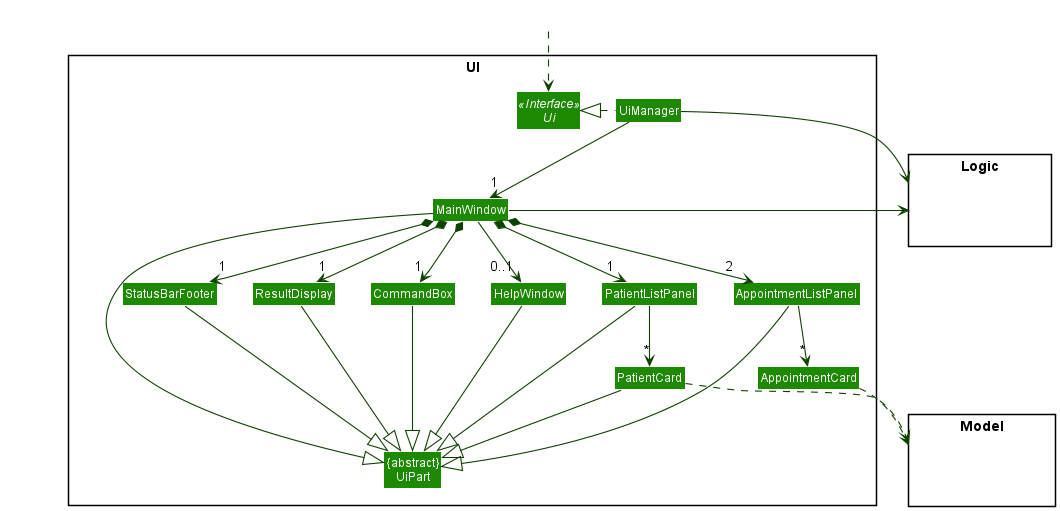 UI
«Interface»
Ui
UiManager
Logic
1
MainWindow
1
1
1
0..1
1
2
StatusBarFooter
ResultDisplay
CommandBox
HelpWindow
PatientListPanel
AppointmentListPanel
*
*
PatientCard
AppointmentCard
Model
{abstract}
UiPart